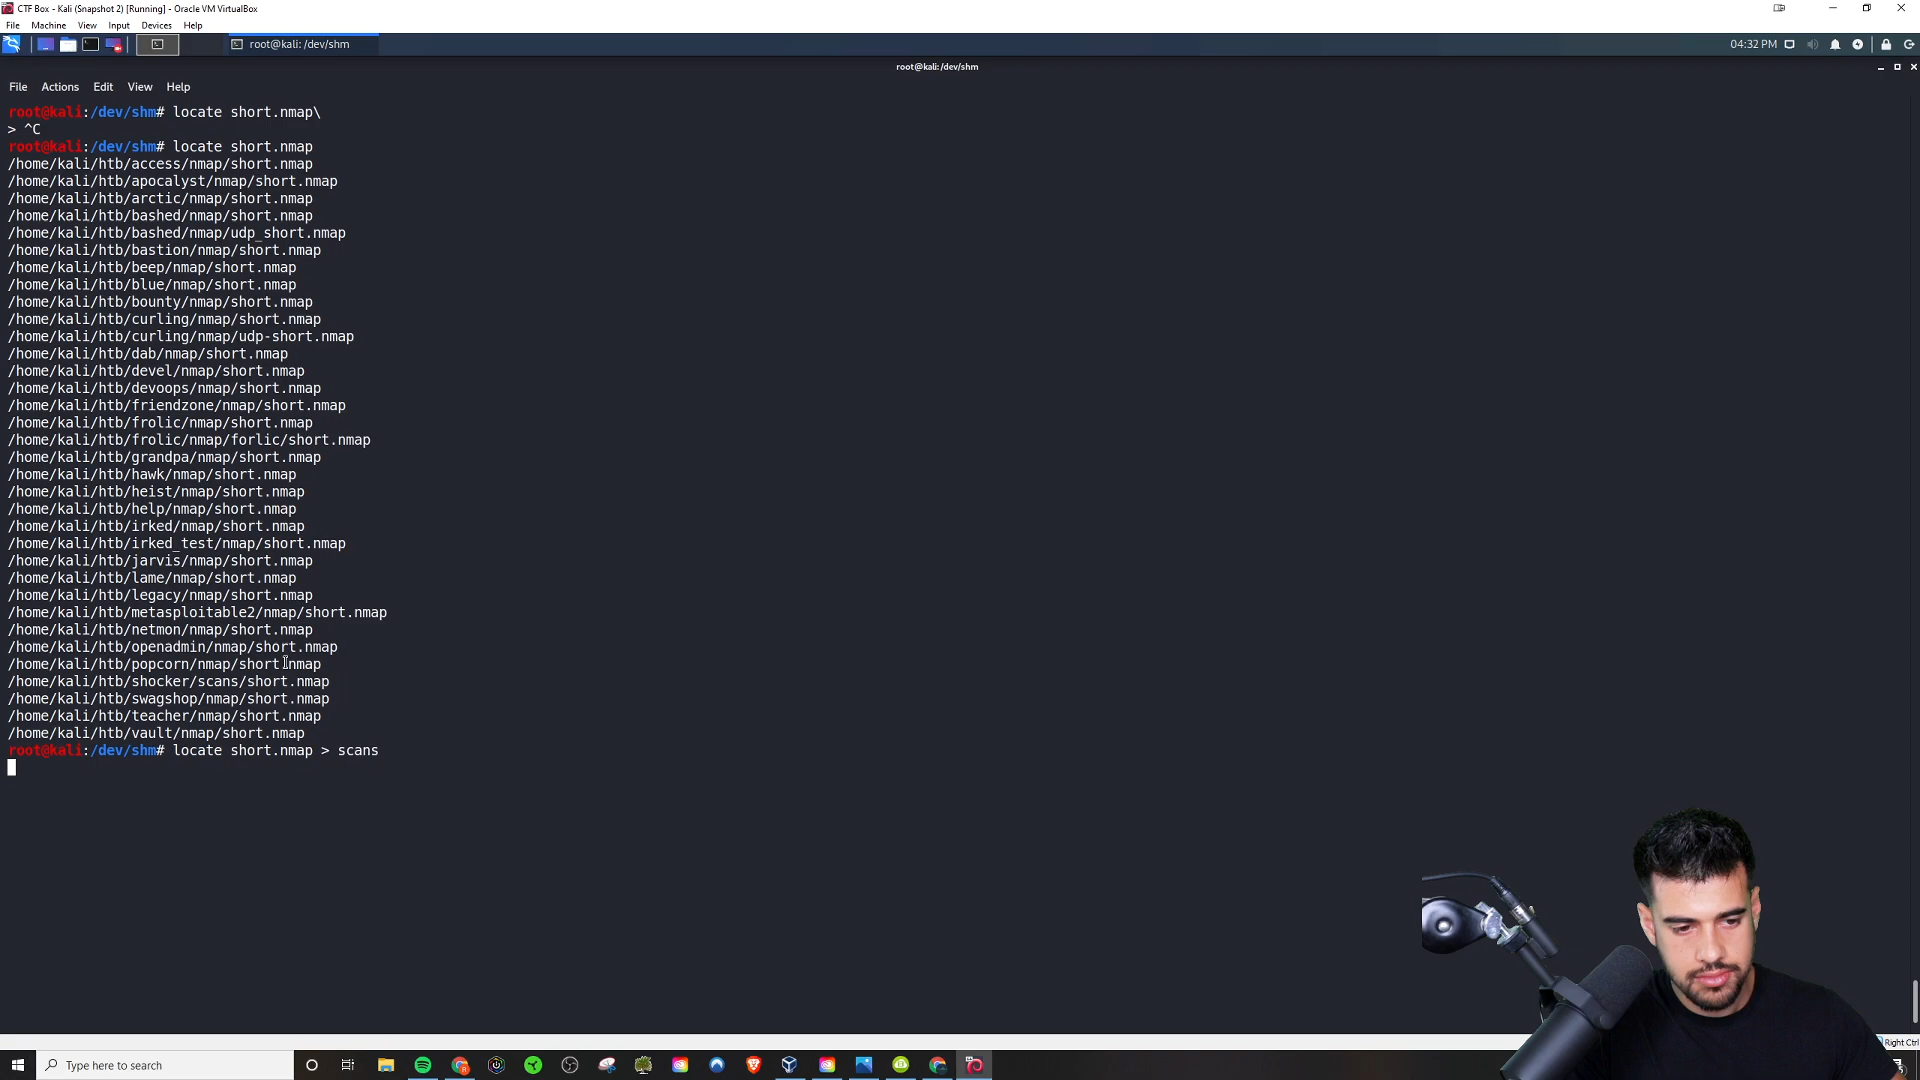 CTF Box - Kali (Snapshot 2) [Running] - Oracle VM VirtualBox
File Machine View Input Devices Help
root@kali: /dev/shm
04:32 PM
root@kali:/dev/shm
File Actions Edit View Help
root@kali:/dev/shm# locate short.nmap\
> ^C
root@kali:/dev/shm# locate short.nmap
/home/kali/htb/access/nmap/short.nmap
/home/kali/htb/apocalyst/nmap/short.nmap
/home/kali/htb/arctic/nmap/short.nmap
/home/kali/htb/bashed/nmap/short.nmap
/home/kali/htb/bashed/nmap/udp_short.nmap
/home/kali/htb/bastion/nmap/short.nmap
/home/kali/htb/beep/nmap/short.nmap
/home/kali/htb/blue/nmap/short.nmap
/home/kali/htb/bounty/nmap/short.nmap
/home/kali/htb/curling/nmap/short.nmap
/home/kali/htb/curling/nmap/udp-short.nmap
/home/kali/htb/dab/nmap/short.nmap
/home/kali/htb/devel/nmap/short.nmap
/home/kali/htb/devoops/nmap/short.nmap
/home/kali/htb/friendzone/nmap/short.nmap
/home/kali/htb/frolic/nmap/short.nmap
/home/kali/htb/frolic/nmap/forlic/short.nmap
/home/kali/htb/grandpa/nmap/short.nmap
/home/kali/htb/hawk/nmap/short.nmap
/home/kali/htb/heist/nmap/short.nmap
/home/kali/htb/help/nmap/short.nmap
/home/kali/htb/irked/nmap/short.nmap
/home/kali/htb/irked_test/nmap/short.nmap
/home/kali/htb/jarvis/nmap/short.nmap
/home/kali/htb/lame/nmap/short.nmap
/home/kali/htb/legacy/nmap/short.nmap
/home/kali/htb/metasploitable2/nmap/short.nmap
/home/kali/htb/netmon/nmap/short.nmap
/home/kali/htb/openadmin/nmap/short.nmap
/home/kali/htb/popcorn/nmap/short.nmap
/home/kali/htb/shocker/scans/short.nmap
/home/kali/htb/swagshop/nmap/short.nmap
/home/kali/htb/teacher/nmap/short.nmap
/home/kali/htb/vault/nmap/short.nmap
root@kali:/dev/shm# locate short.nmap > scans
Right Ctrl
Type here to search